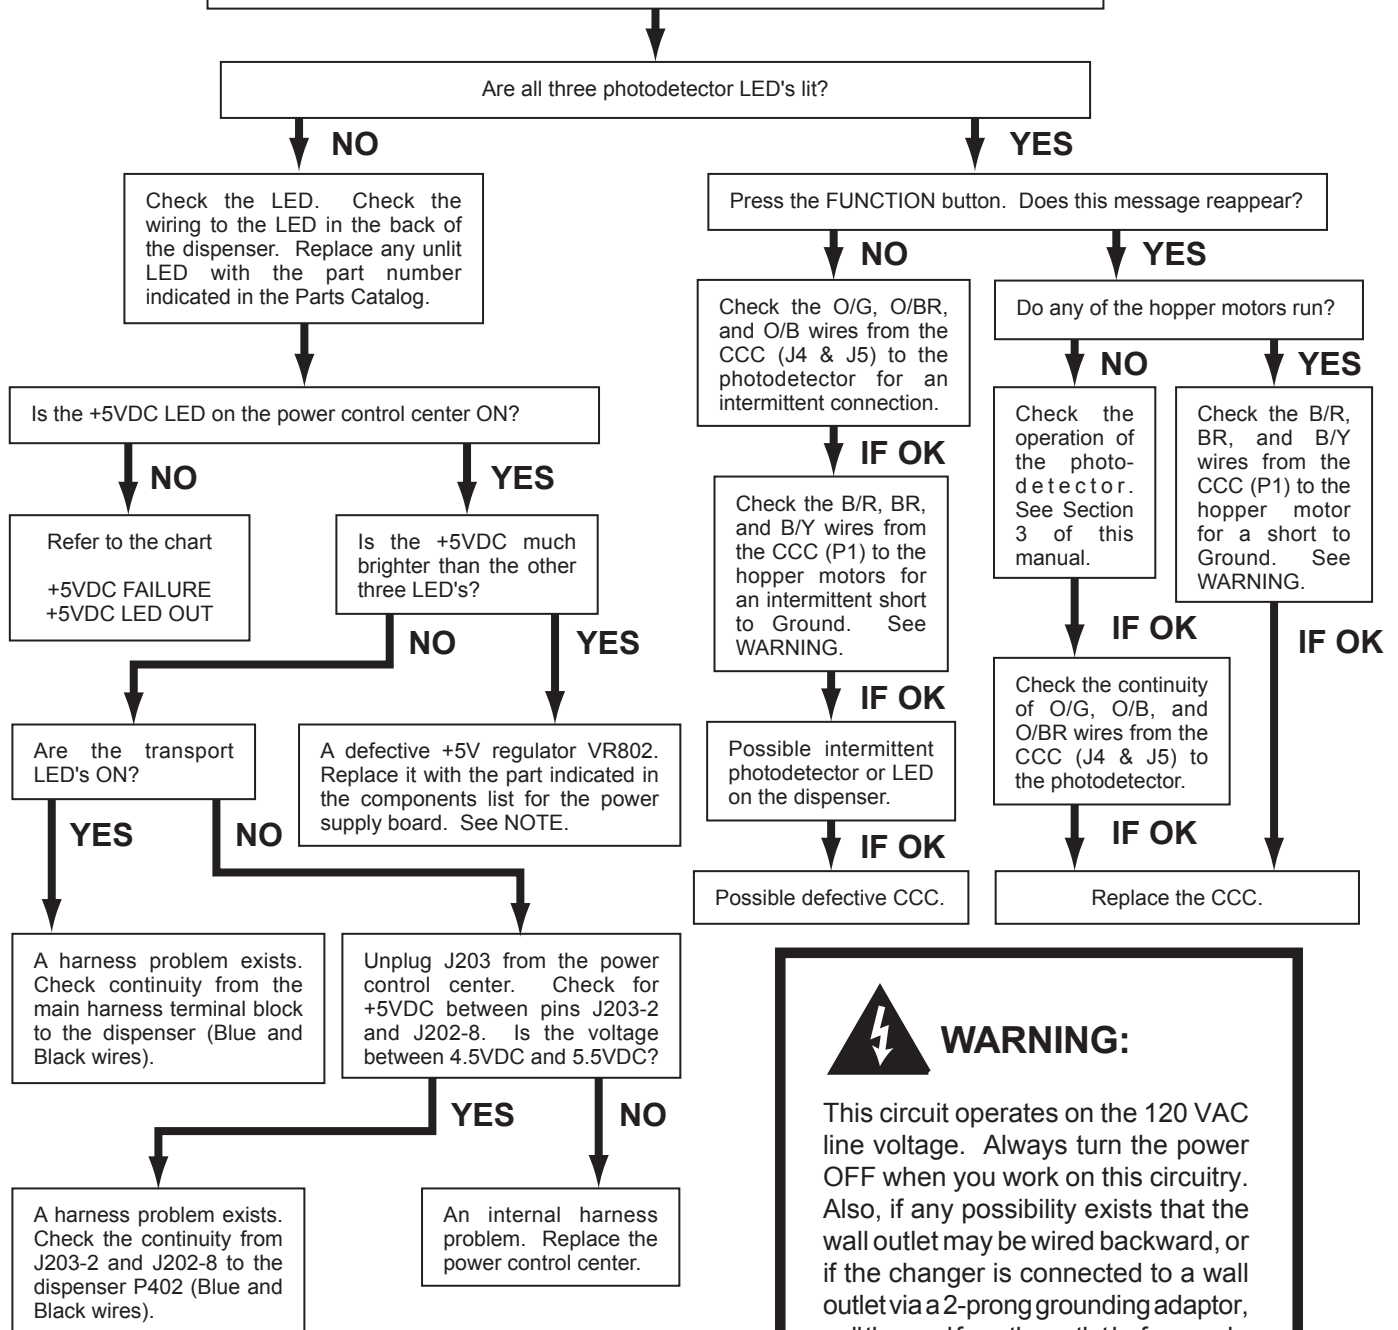 Are all three photodetector LED's lit?
NO
YES
Check the LED. Check the
wiring to the LED in the back of
the dispenser. Replace any unlit
LED with the part number
indicated in the Parts Catalog.
Press the FUNCTION button. Does this message reappear?
NO
YES
Check the O/G, O/BR,
and O/B wires from the
CCC (J4 & J5) to the
photodetector for an
intermittent connection.
Do any of the hopper motors run?
NO
YES
Is the +5VDC LED on the power control center ON?
NO
YES
IF OK
Check the
operation of
the photo-
detector.
See Section
3 of this
manual.
Check the B/R,
BR, and B/Y
wires from the
CCC (P1) to the
hopper motor
for a short to
Ground. See
WARNING.
Refer to the chart
+5VDC FAILURE
+5VDC LED OUT
Is the +5VDC much
brighter than the other
three LED's?
Check the B/R, BR,
and B/Y wires from
the CCC (P1) to the
hopper motors for
an intermittent short
to Ground. See
WARNING.
NO
YES
IF OK
IF OK
IF OK
Check the continuity
of O/G, O/B, and
O/BR wires from the
CCC (J4 & J5) to
the photodetector.
Are the transport
LED's ON?
A defective +5V regulator VR802.
Replace it with the part indicated in
the components list for the power
supply board. See NOTE.
Possible intermittent
photodetector or LED
on the dispenser.
YES
NO
IF OK
IF OK
Possible defective CCC.
Replace the CCC.
A harness problem exists.
Check continuity from the
main harness terminal block
to the dispenser (Blue and
Black wires).
Unplug J203 from the power
control center. Check for
+5VDC between pins J203-2
and J202-8. Is the voltage
between 4.5VDC and 5.5VDC?
YES
NO
A harness problem exists.
Check the continuity from
J203-2 and J202-8 to the
dispenser P402 (Blue and
Black wires).
An internal harness
problem. Replace the
power control center.
WARNING:
This circuit operates on the 120 VAC
line voltage. Always turn the power
OFF when you work on this circuitry.
Also, if any possibility exists that the
wall outlet may be wired backward, or
if the changer is connected to a wall
outlet via a 2-prong grounding adaptor,